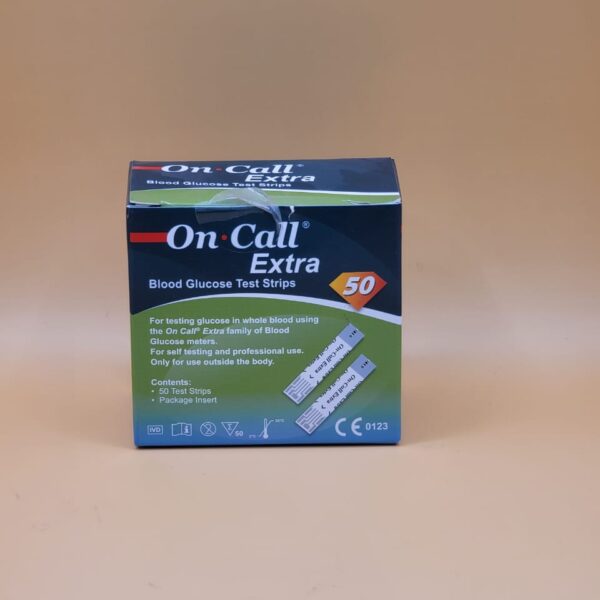 On·Call®
Extra
Blood Glucose Test Strips
On·Call®
Extra
Blood Glucose Test Strips
50
For testing glucose in whole blood using
the On Call® Extra family of Blood
Glucose meters.
For self testing and professional use.
Only for use outside the body.
Contents:
• 50 Test Strips
• Package Insert
On·Call Extra
On·Call Extra
IVD
Σ 50
CE 0123